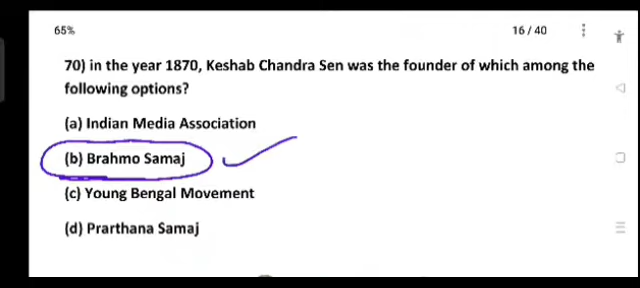 65%
16 / 40
70) in the year 1870, Keshab Chandra Sen was the founder of which among the
following options?
(a) Indian Media Association
(b) Brahmo Samaj
(c) Young Bengal Movement
(d) Prarthana Samaj